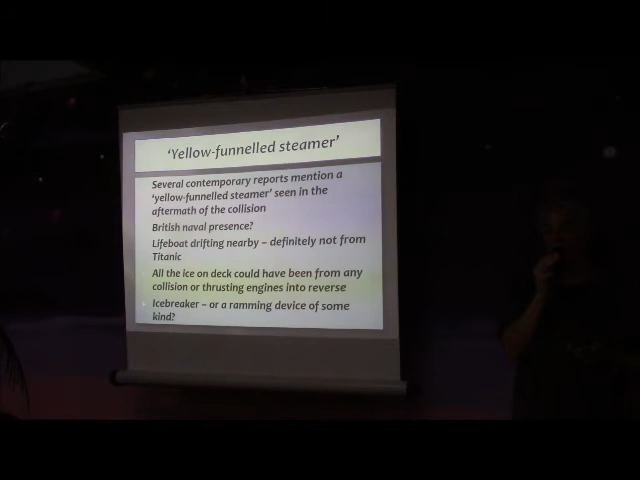 ‘Yellow-funnelled steamer’
Several contemporary reports mention a
‘yellow-funnelled steamer’ seen in the
aftermath of the collision
British naval presence?
Lifeboat drifting nearby – definitely not from
Titanic
All the ice on deck could have been from any
collision or thrusting engines into reverse
Icebreaker – or a ramming device of some
kind?